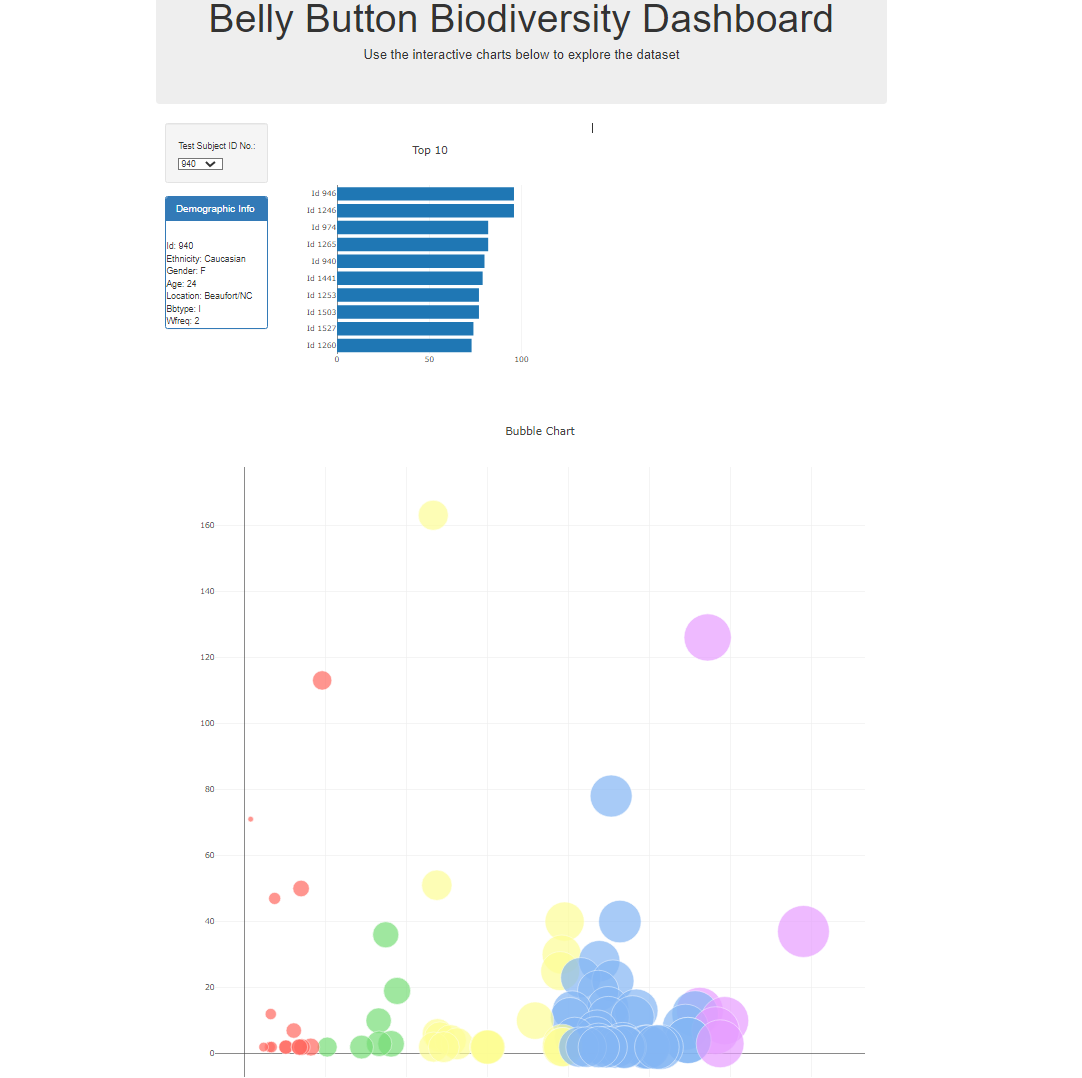 Belly Button Biodiversity Dashboard
Use the interactive charts below to explore the dataset
Test Subject ID No.:
940
Demographic Info
Id: 940
Ethnicity: Caucasian
Gender: F
Age: 24
Location: Beaufort/NC
Bbtype: I
Wfreq: 2
Top 10
Id 946
Id 1246
Id 974
Id 1265
Id 940
Id 1441
Id 1253
Id 1503
Id 1527
Id 1260
0 50 100
Bubble Chart
160
140
120
100
80
60
40
20
0